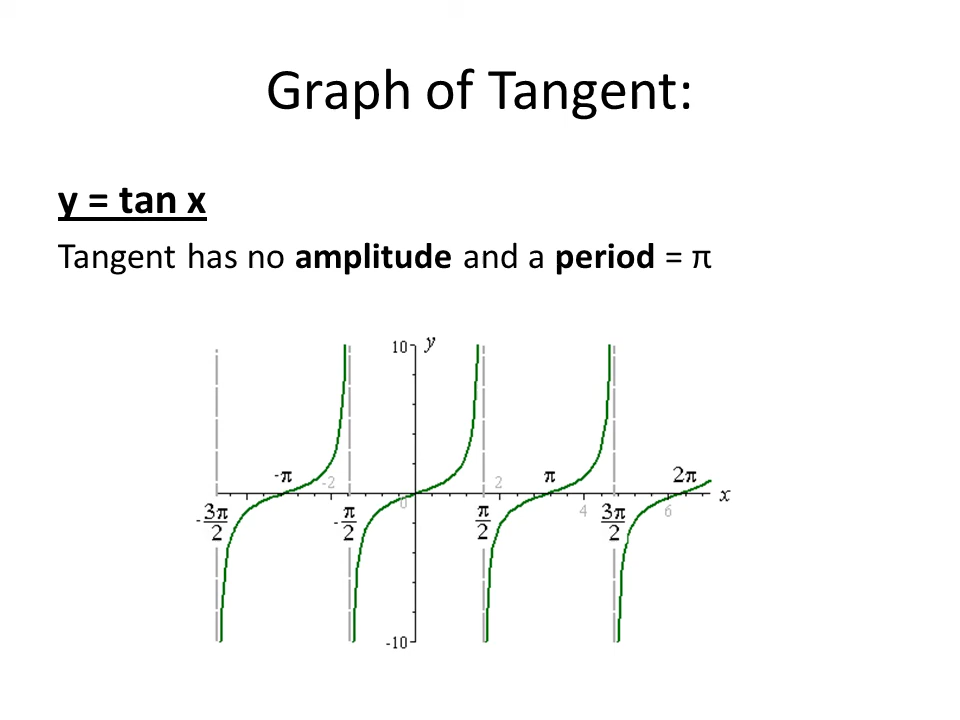 Graph of Tangent:
y = tan x
Tangent has no amplitude and a period = π
10 y
-π -2 2 π 2π
0 x
-3π/2 -π/2 π/2 4 3π/2 6
-10